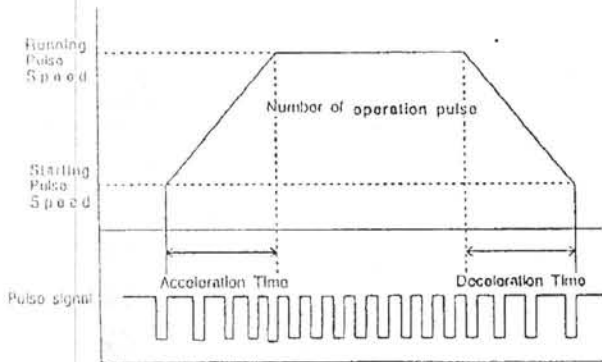 Running
Pulse
Speed
Number of operation pulse
Starting
Pulse
Speed
Acceleration Time
Deceleration Time
Pulse signal